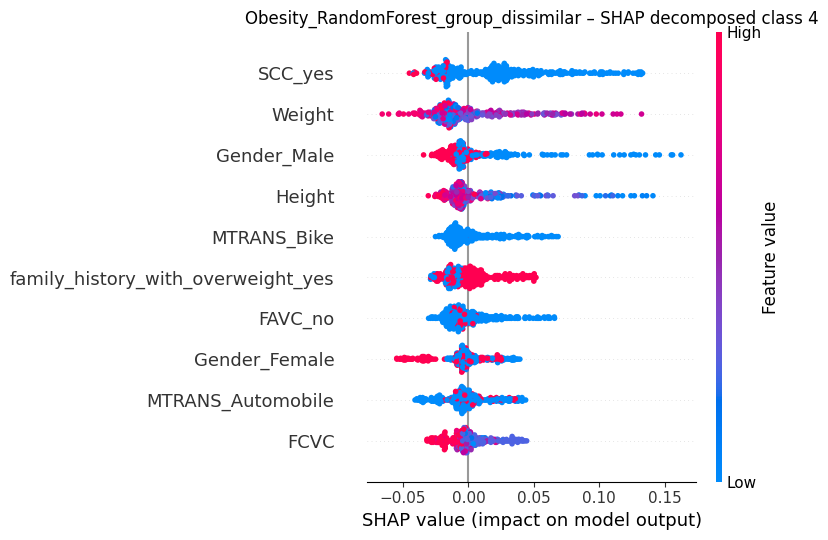 Obesity_RandomForest_group_dissimilar – SHAP decomposed class 4
High
SCC_yes
Weight
Gender_Male
Height
MTRANS_Bike
family_history_with_overweight_yes
FAVC_no
Gender_Female
MTRANS_Automobile
FCVC
Feature value
Low
−0.05 0.00 0.05 0.10 0.15
SHAP value (impact on model output)